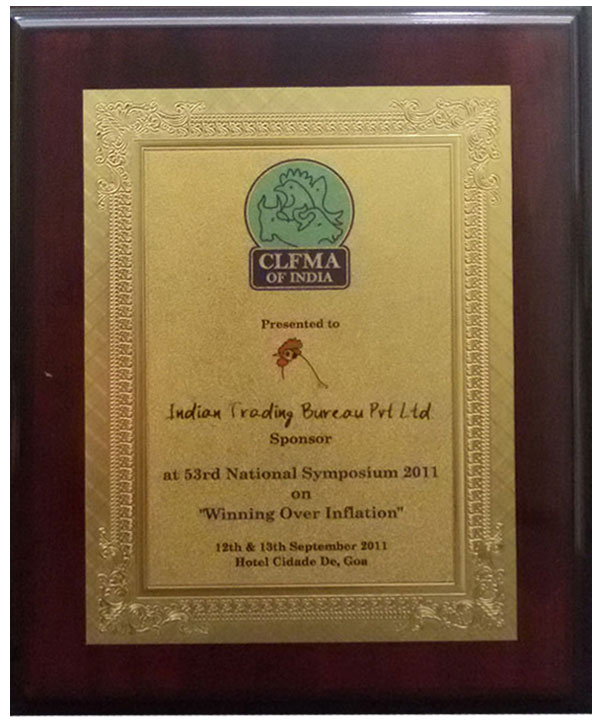 CLFMA
OF INDIA
Presented to
Indian Trading Bureau Pvt Ltd
Sponsor
at 53rd National Symposium 2011
on
"Winning Over Inflation"
12th & 13th September 2011
Hotel Cidade De, Goa